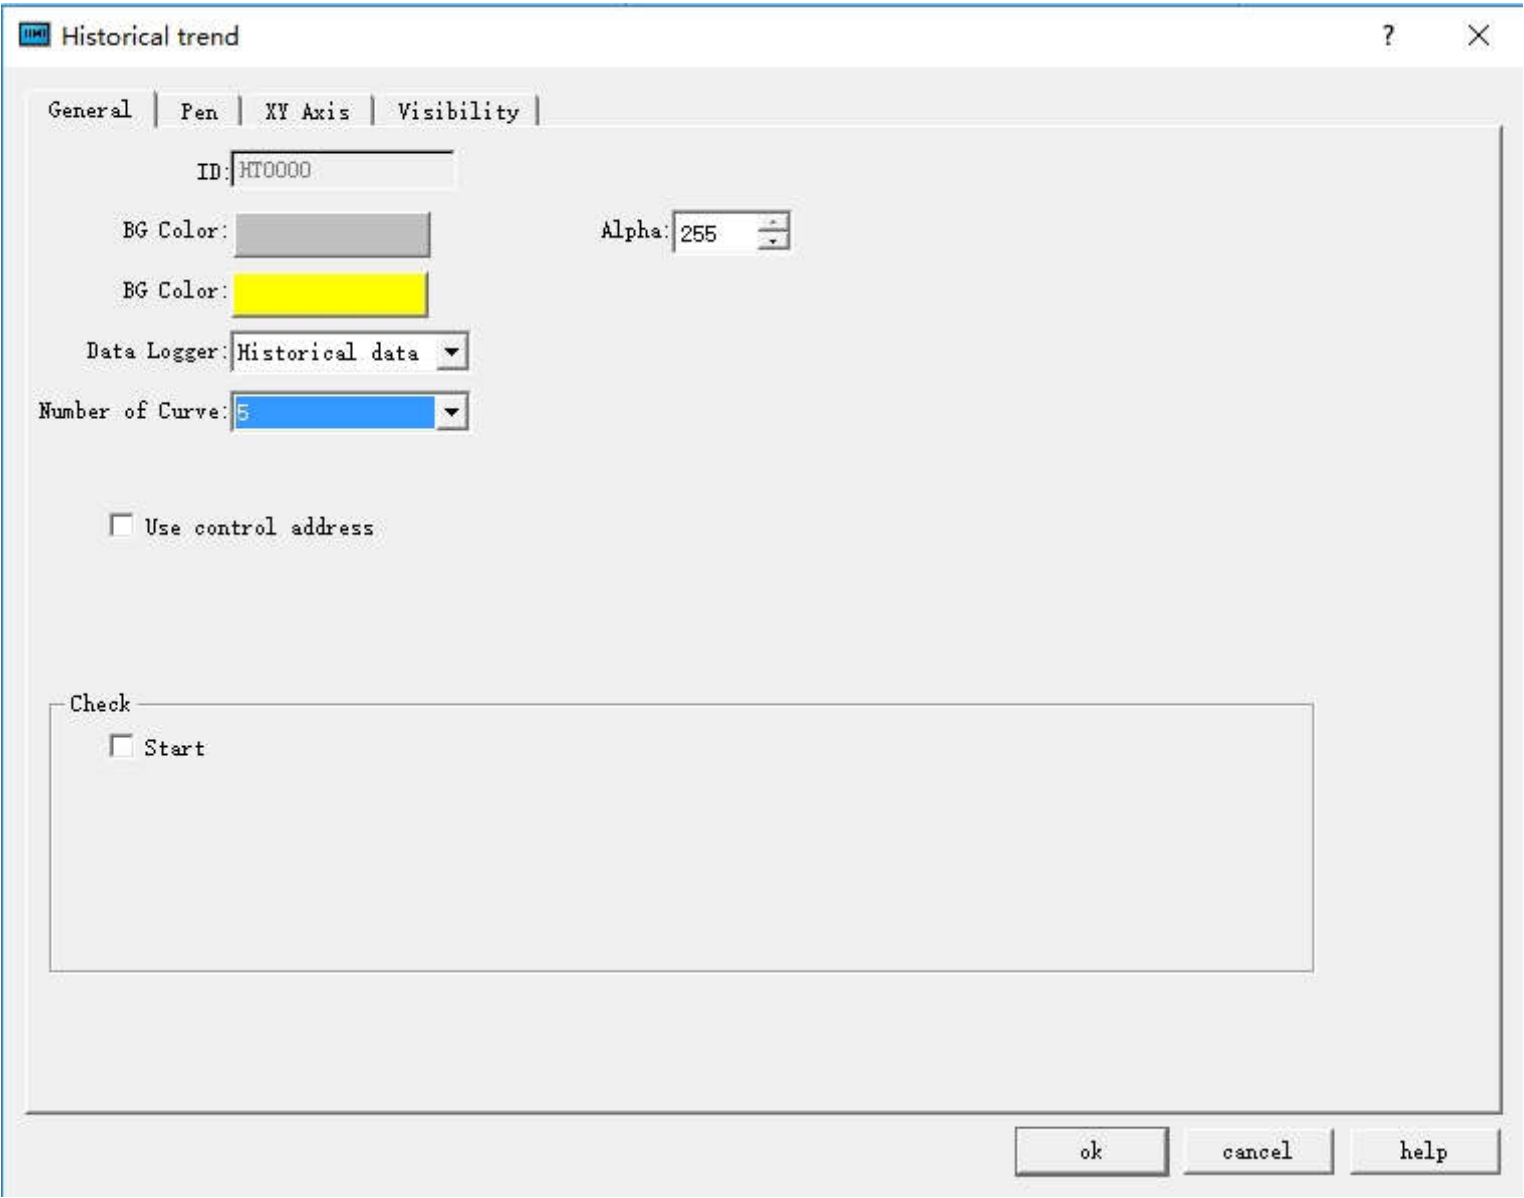 Historical trend ?
General Pen XY Axis Visibility
ID: HT0000
BG Color: Alpha: 255
BG Color:
Data Logger: Historical data
Number of Curve: 5
Use control address
Check
Start
ok cancel help